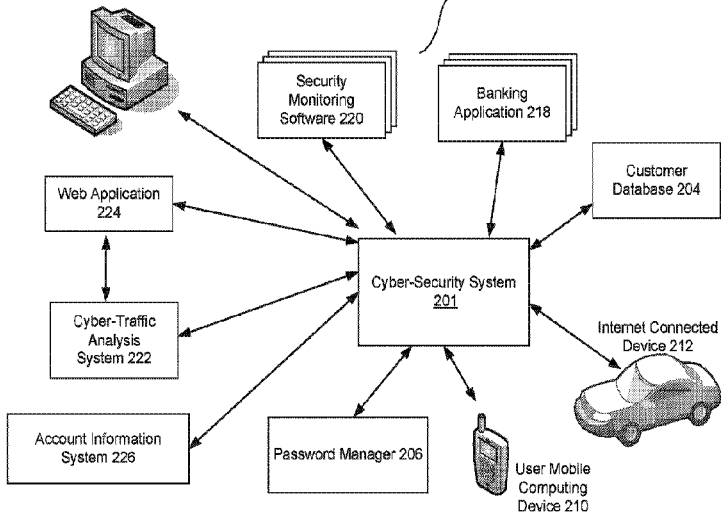 Security
Monitoring
Software 220
Banking
Application 218
Customer
Database 204
Web Application
224
Cyber-Security System
201
Cyber-Traffic
Analysis
System 222
Internet Connected
Device 212
Account Information
System 226
Password Manager 206
User Mobile
Computing
Device 210